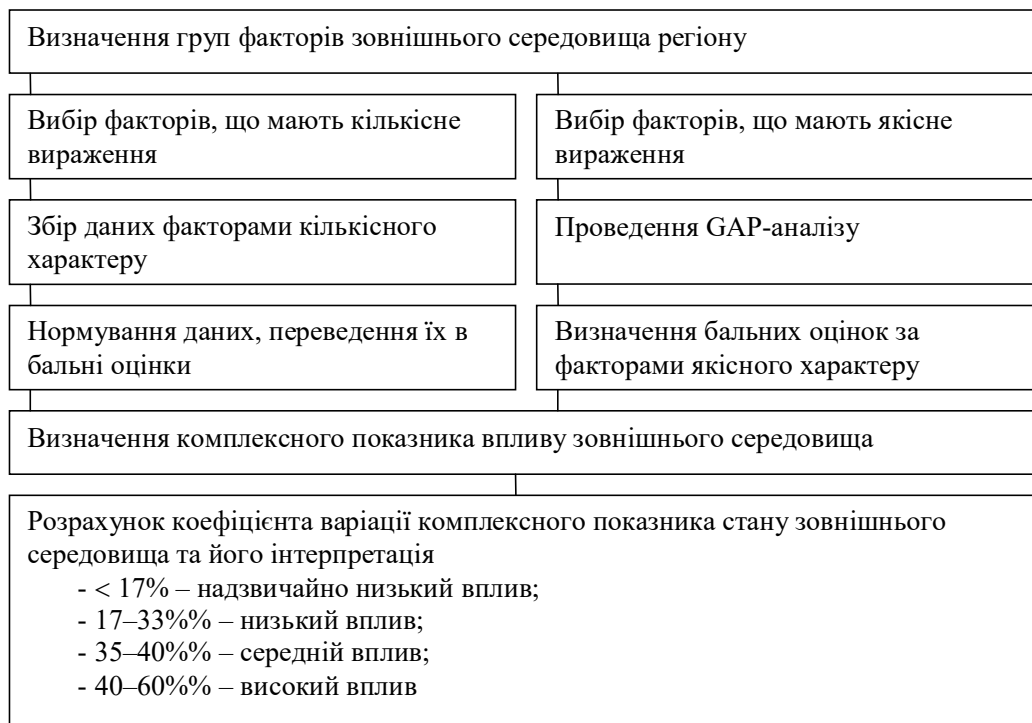 Визначення груп факторів зовнішнього середовища регіону
Вибір факторів, що мають кількісне
вираження
Вибір факторів, що мають якісне
вираження
Збір даних факторами кількісного
характеру
Проведення GAP-аналізу
Нормування даних, переведення їх в
бальні оцінки
Визначення бальних оцінок за
факторами якісного характеру
Визначення комплексного показника впливу зовнішнього середовища
Розрахунок коефіцієнта варіації комплексного показника стану зовнішнього
середовища та його інтерпретація
- < 17% – надзвичайно низький вплив;
- 17–33%% – низький вплив;
- 35–40%% – середній вплив;
- 40–60%% – високий вплив